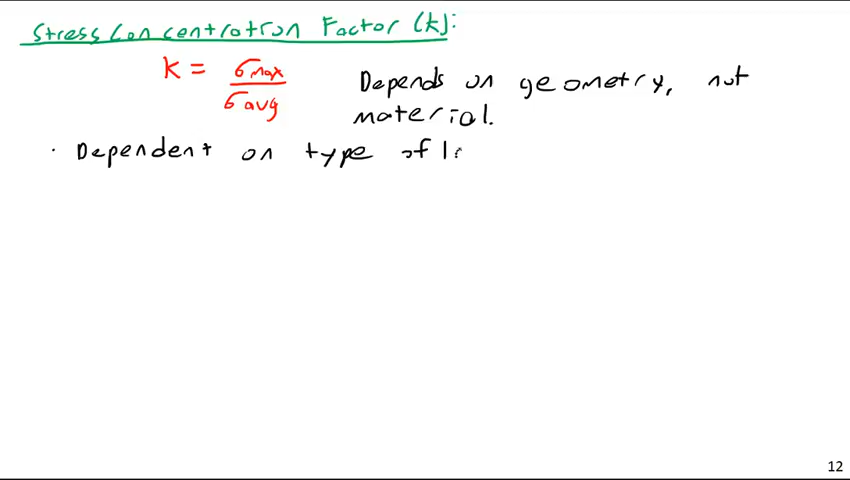 Stress Concentration Factor (k):
K = σmax / σavg
Depends on geometry, not
material.
· Dependent on type of l
12